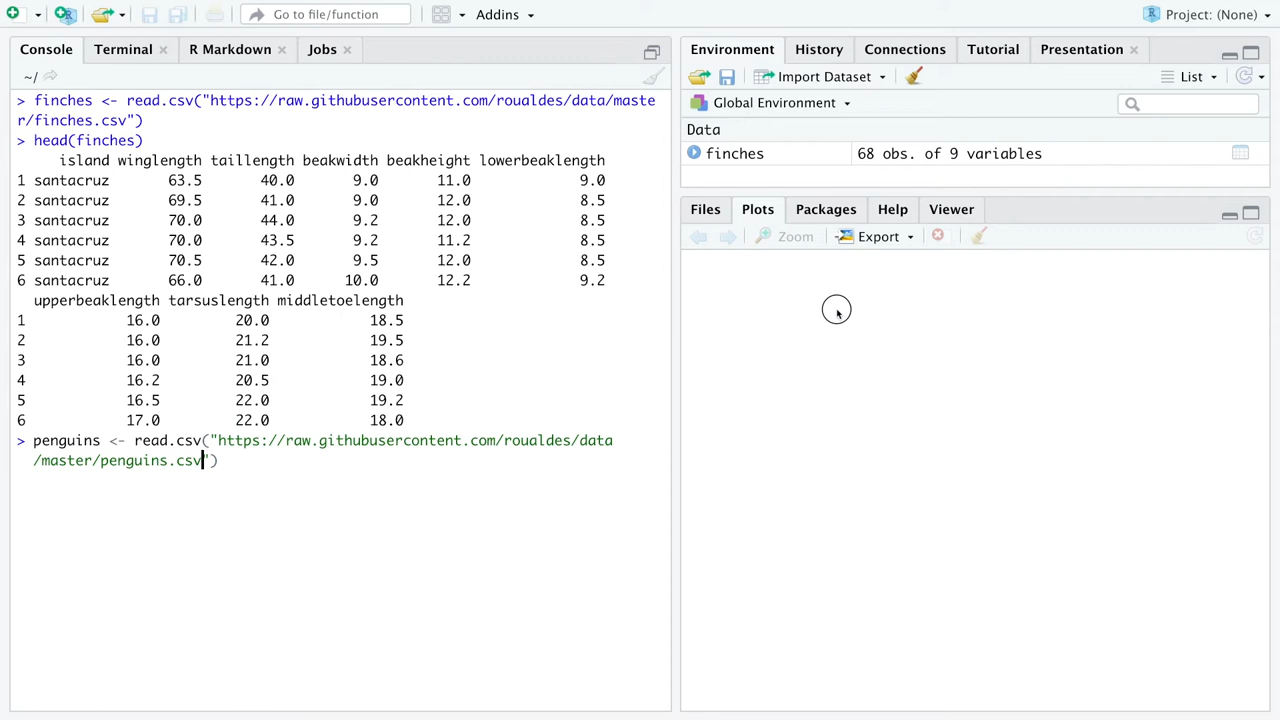 Go to file/function
Addins
Project: (None)
Console Terminal R Markdown Jobs
~/
> finches <- read.csv("https://raw.githubusercontent.com/roualdes/data/maste
r/finches.csv")
> head(finches)
island winglength taillength beakwidth beakheight lowerbeaklength
1 santacruz 63.5 40.0 9.0 11.0 9.0
2 santacruz 69.5 41.0 9.0 12.0 8.5
3 santacruz 70.0 44.0 9.2 12.0 8.5
4 santacruz 70.0 43.5 9.2 11.2 8.5
5 santacruz 70.5 42.0 9.5 12.0 8.5
6 santacruz 66.0 41.0 10.0 12.2 9.2
upperbeaklength tarsuslength middletoelength
1 16.0 20.0 18.5
2 16.0 21.2 19.5
3 16.0 21.0 18.6
4 16.2 20.5 19.0
5 16.5 22.0 19.2
6 17.0 22.0 18.0
> penguins <- read.csv("https://raw.githubusercontent.com/roualdes/data
/master/penguins.csv")
Environment History Connections Tutorial Presentation
Import Dataset List
Global Environment
Data
finches 68 obs. of 9 variables
Files Plots Packages Help Viewer
Zoom Export